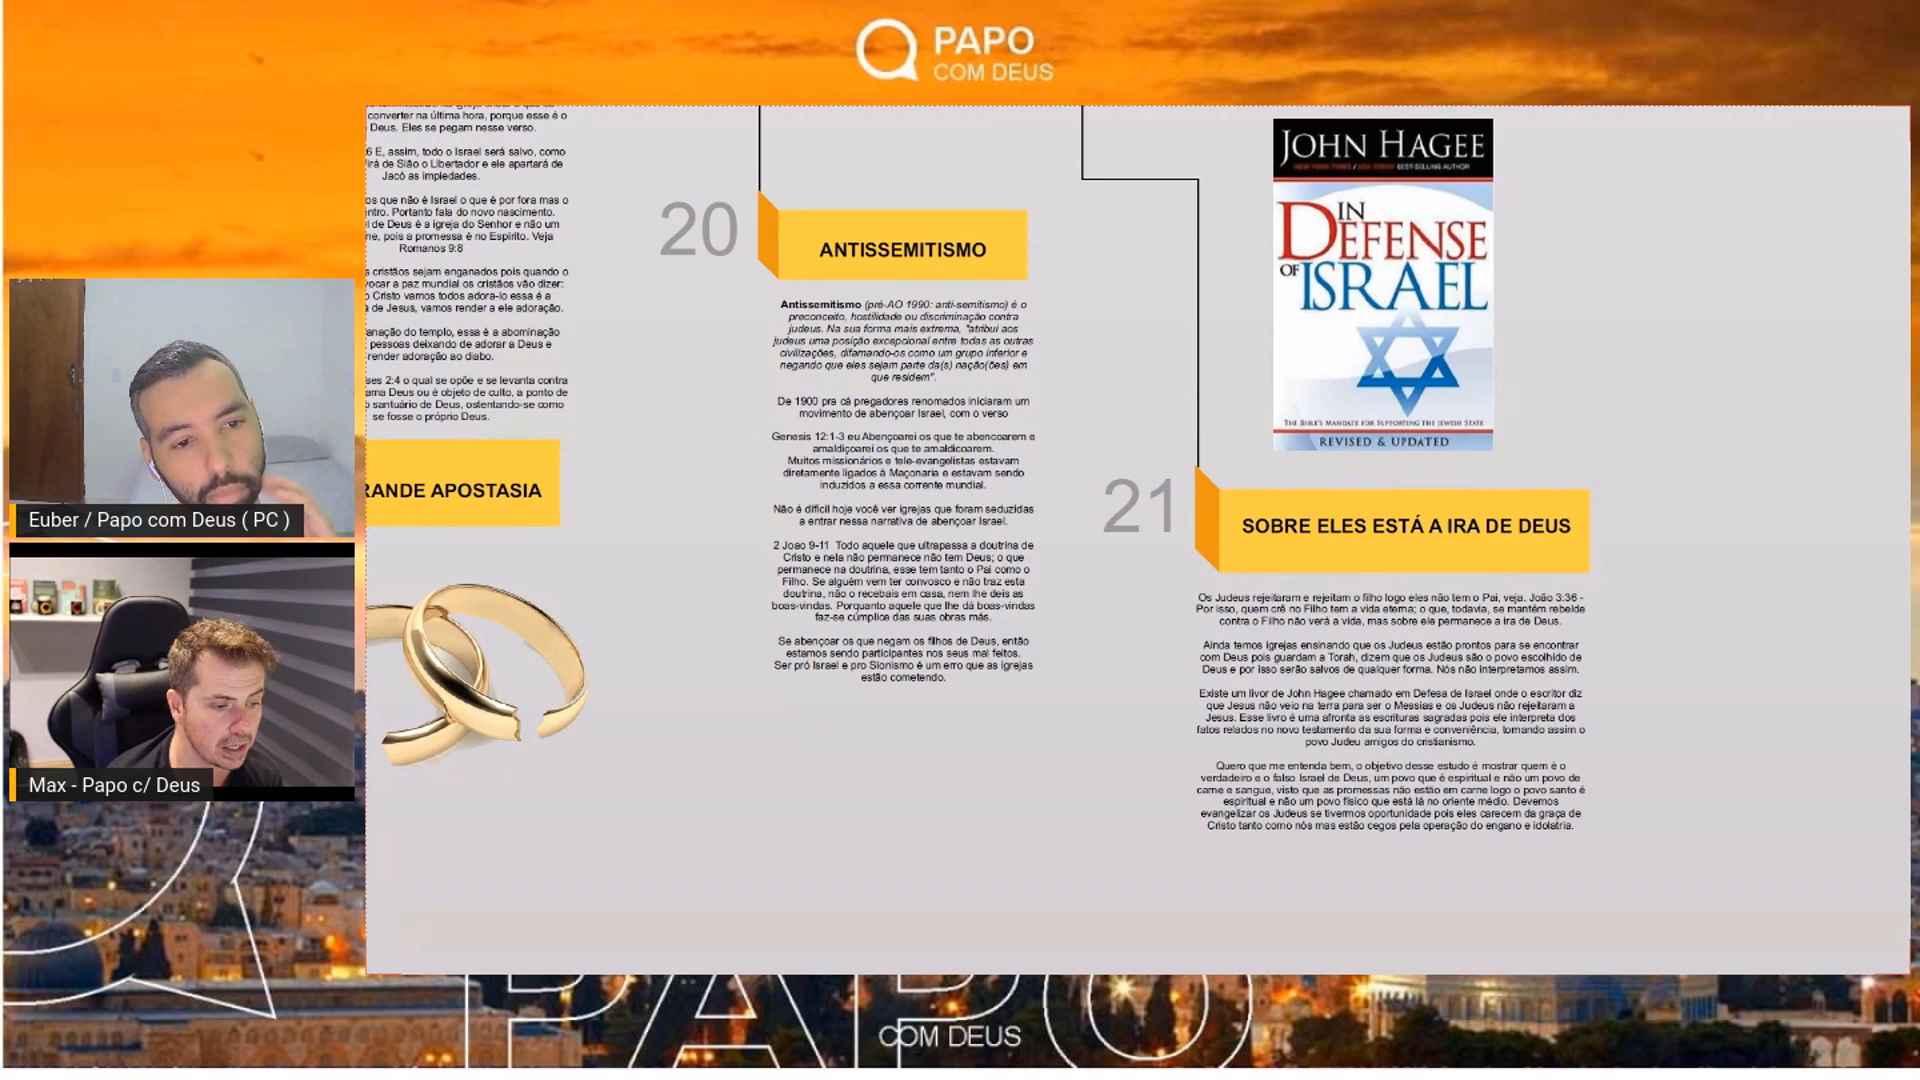 PAPO
COM DEUS
converter na última hora, porque esse é o
Deus. Eles se pegam nesse verso.
6 E, assim, todo o Israel será salvo, como
irá de Sião o Libertador e ele apartará de
Jacó as impiedades.
os que não é Israel o que é por fora mas o
ntro. Portanto fala do novo nascimento.
l de Deus é a igreja do Senhor e não um
ne, pois a promessa é no Espirito. Veja
Romanos 9:8
s cristãos sejam enganados pois quando o
vocar a paz mundial os cristãos vão dizer:
o Cristo vamos todos adora-lo essa é a
a de Jesus, vamos render a ele adoração.
anação do templo, essa é a abominação
pessoas deixando de adorar a Deus e
render adoração ao diabo.
ses 2:4 o qual se opõe e se levanta contra
ama Deus ou é objeto de culto, a ponto de
o santuário de Deus, ostentando-se como
se fosse o próprio Deus.
RANDE APOSTASIA
20
ANTISSEMITISMO
Antissemitismo (pré-AO 1990: anti-semitismo) é o
preconceito, hostilidade ou discriminação contra
judeus. Na sua forma mais extrema, "atribui aos
judeus uma posição excepcional entre todas as outras
civilizações, difamando-os como um grupo inferior e
negando que eles sejam parte da(s) nação(ões) em
que residem".
De 1900 pra cá pregadores renomados iniciaram um
movimento de abençoar Israel, com o verso
Genesis 12:1-3 eu Abençoarei os que te abencoarem e
amaldiçoarei os que te amaldicoarem.
Muitos missionários e tele-evangelistas estavam
diretamente ligados à Maçonaria e estavam sendo
induzidos a essa corrente mundial.
Não é dificil hoje você ver igrejas que foram seduzidas
a entrar nessa narrativa de abençoar Israel.
2 Joao 9-11 Todo aquele que ultrapassa a doutrina de
Cristo e nela não permanece não tem Deus; o que
permanece na doutrina, esse tem tanto o Pai como o
Filho. Se alguém vem ter convosco e não traz esta
doutrina, não o recebais em casa, nem lhe deis as
boas-vindas. Porquanto aquele que lhe dá boas-vindas
faz-se cúmplice das suas obras más.
Se abençoar os que negam os filhos de Deus, então
estamos sendo participantes nos seus mal feitos.
Ser pró Israel e pro Sionismo é um erro que as igrejas
estão cometendo.
JOHN HAGEE
NEW YORK TIMES / USA TODAY BEST-SELLING AUTHOR
IN
DEFENSE
OF ISRAEL
THE BIBLE'S MANDATE FOR SUPPORTING THE JEWISH STATE
REVISED & UPDATED
21
SOBRE ELES ESTÁ A IRA DE DEUS
Os Judeus rejeitaram e rejeitam o filho logo eles não tem o Pai, veja. João 3:36 -
Por isso, quem crê no Filho tem a vida eterna; o que, todavia, se mantém rebelde
contra o Filho não verá a vida, mas sobre ele permanece a ira de Deus.
Ainda temos igrejas ensinando que os Judeus estão prontos para se encontrar
com Deus pois guardam a Torah, dizem que os Judeus são o povo escolhido de
Deus e por isso serão salvos de qualquer forma. Nós não interpretamos assim.
Existe um livor de John Hagee chamado em Defesa de Israel onde o escritor diz
que Jesus não veio na terra para ser o Messias e os Judeus não rejeitaram a
Jesus. Esse livro é uma afronta as escrituras sagradas pois ele interpreta dos
fatos relados no novo testamento da sua forma e conveniência, tornando assim o
povo Judeu amigos do cristianismo.
Quero que me entenda bem, o objetivo desse estudo é mostrar quem é o
verdadeiro e o falso Israel de Deus, um povo que é espiritual e não um povo de
carne e sangue, visto que as promessas não estão em carne logo o povo santo é
espiritual e não um povo físico que está lá no oriente médio. Devemos
evangelizar os Judeus se tivermos oportunidade pois eles carecem da graça de
Cristo tanto como nós mas estão cegos pela operação do engano e idolatria.
Euber / Papo com Deus ( PC )
Max - Papo c/ Deus
PAPO
COM DEUS